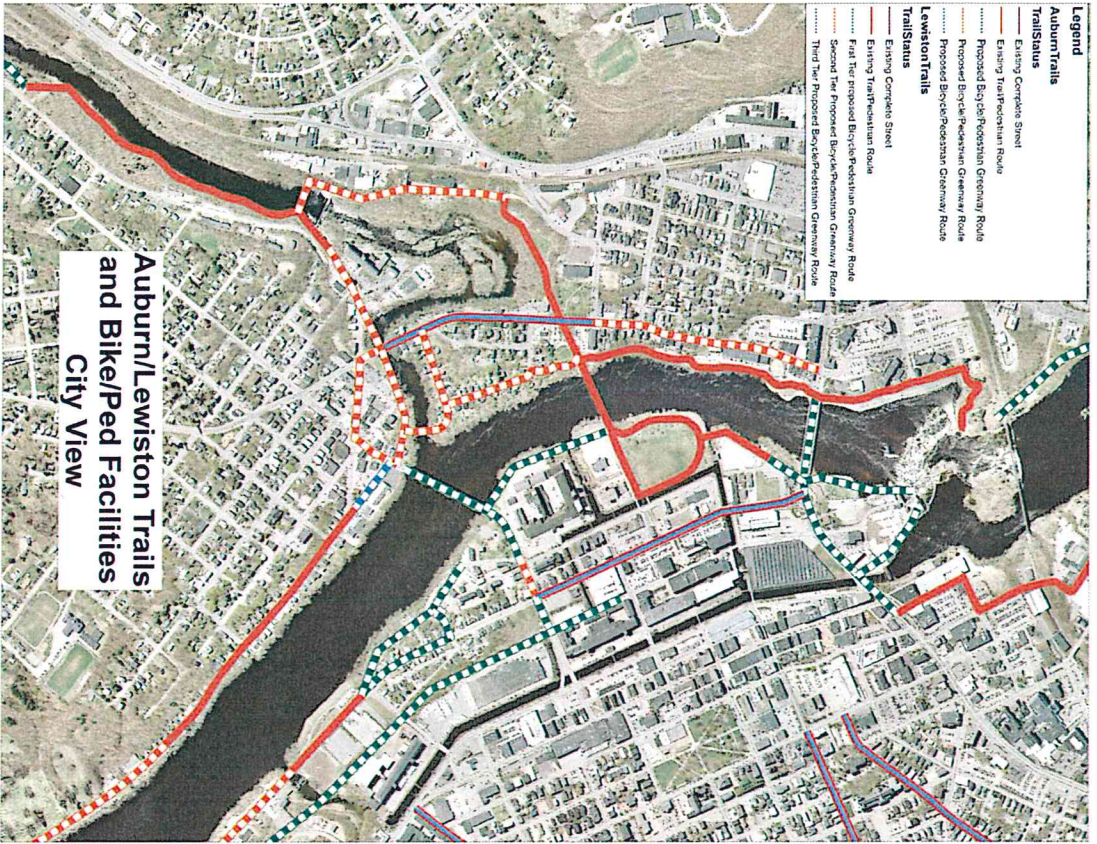 Legend
AuburnTrails
TrailStatus
Existing Complete Street
Existing Trail/Pedestrian Route
Proposed Bicycle/Pedestrian Greenway Route
Proposed Bicycle/Pedestrian Greenway Route
Proposed Bicycle/Pedestrian Greenway Route
LewistonTrails
TrailStatus
Existing Complete Street
Existing Trail/Pedestrian Route
First Tier proposed Bicycle/Pedestrian Greenway Route
Second Tier Proposed Bicycle/Pedestrian Greenway Route
Third Tier Proposed Bicycle/Pedestrian Greenway Route
Auburn/Lewiston Trails
and Bike/Ped Facilities
City View